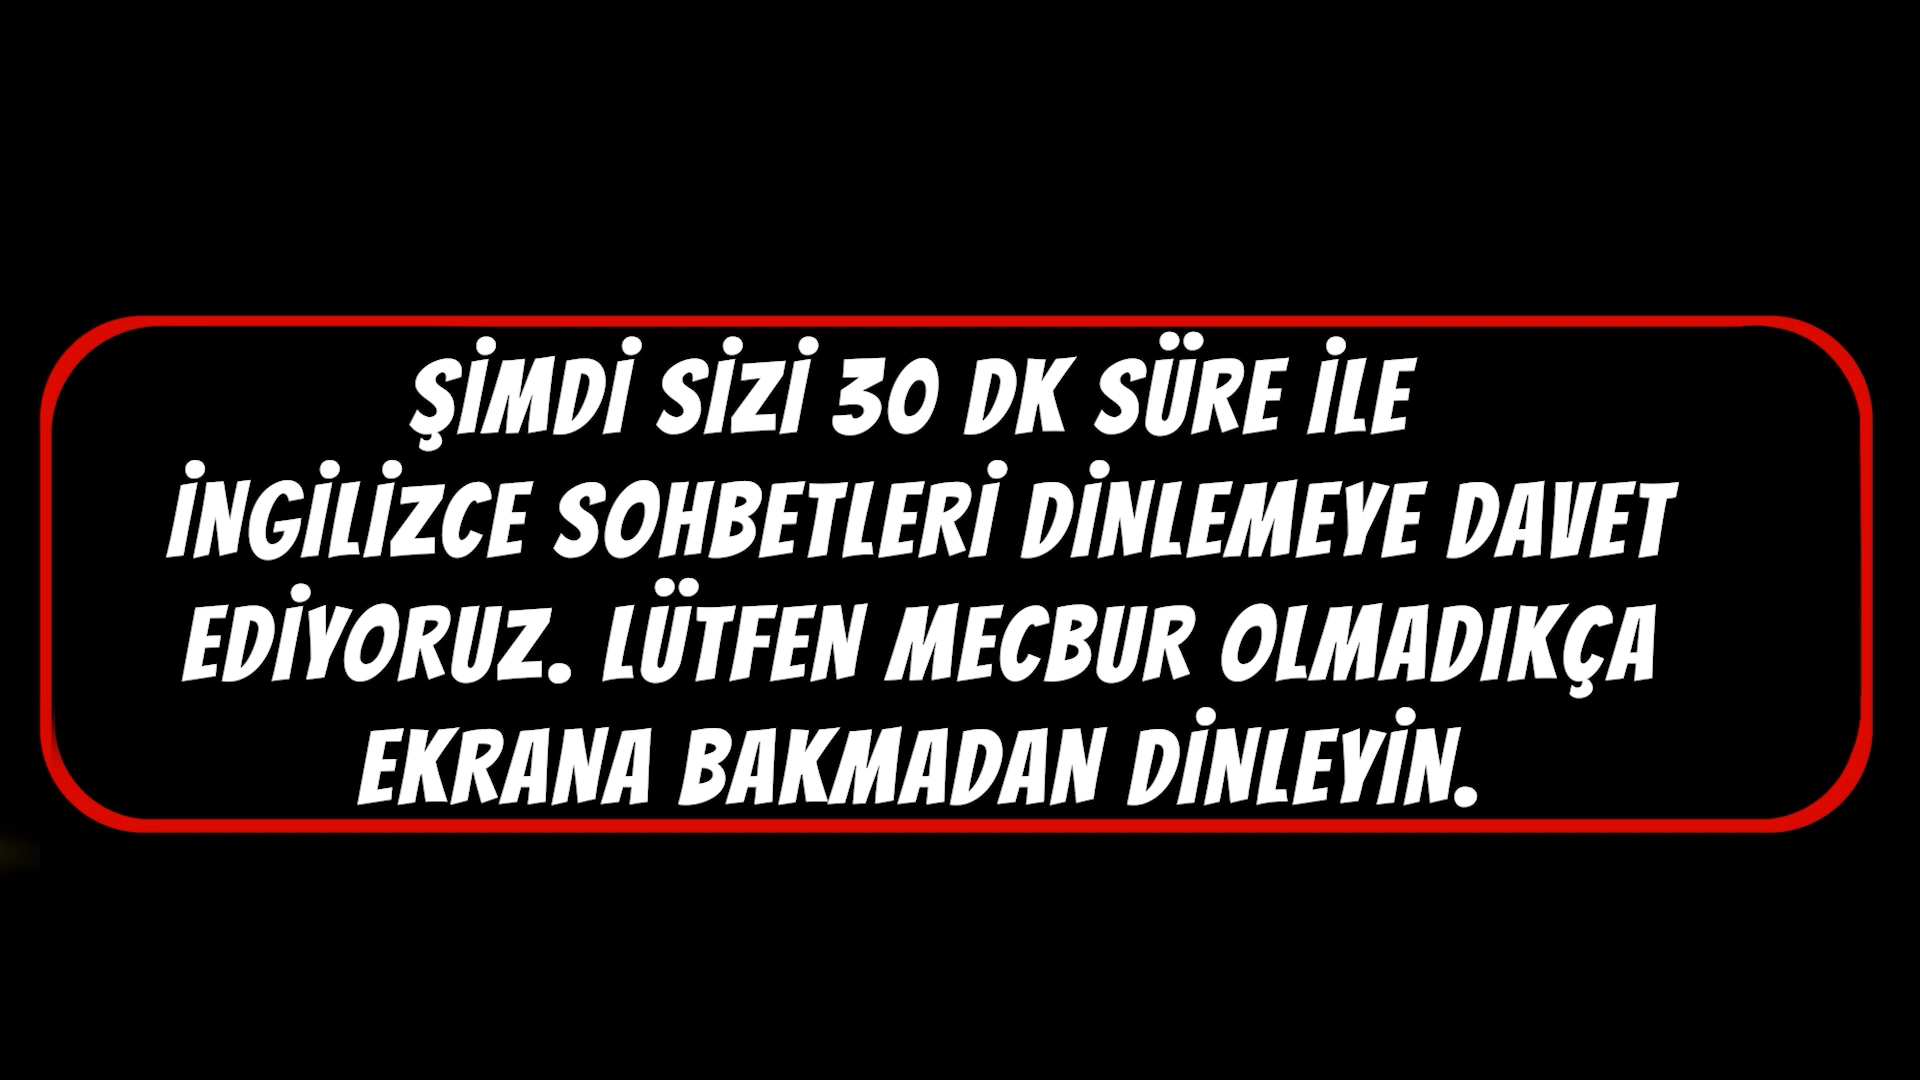 ŞİMDİ SİZİ 30 DK SÜRE İLE
İNGİLİZCE SOHBETLERİ DİNLEMEYE DAVET
EDİYORUZ. LÜTFEN MECBUR OLMADIKÇA
EKRANA BAKMADAN DİNLEYİN.